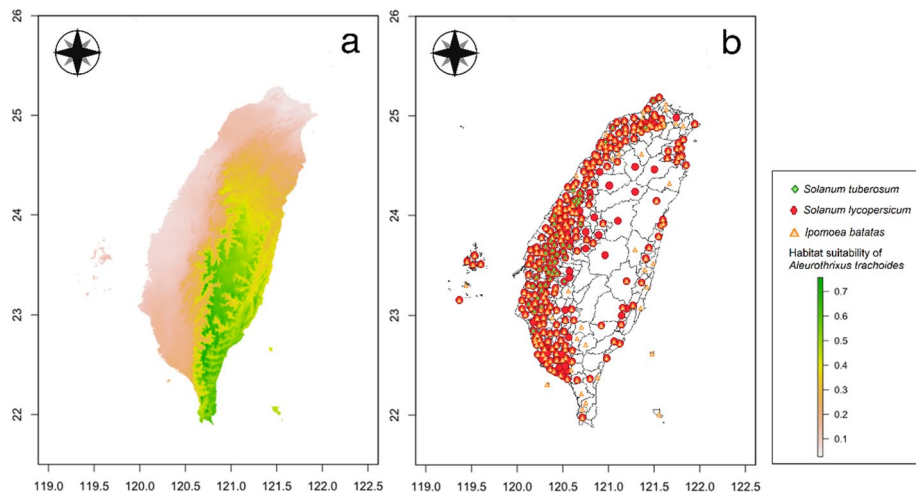 a
b
26
25
24
23
22
119.0 119.5 120.0 120.5 121.0 121.5 122.0 122.5
26
25
24
23
22
119.0 119.5 120.0 120.5 121.0 121.5 122.0 122.5
Solanum tuberosum
Solanum lycopersicum
Ipomoea batatas
Habitat suitability of
Aleurothrixus trachoides
0.7
0.6
0.5
0.4
0.3
0.2
0.1